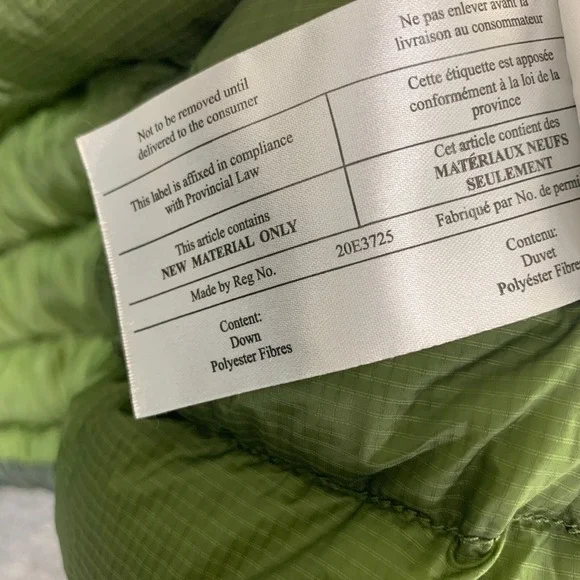 Not to be removed until
delivered to the consumer
Ne pas enlever avant la
livraison au consommateur
This label is affixed in compliance
with Provincial Law
Cette étiquette est apposée
conformément à la loi de la
province
This article contains
NEW MATERIAL ONLY
Cet article contient des
MATÉRIAUX NEUFS
SEULEMENT
Made by Reg No.
20E3725
Fabriqué par No. de permi
Content:
Down
Polyester Fibres
Contenu:
Duvet
Polyéster Fibre